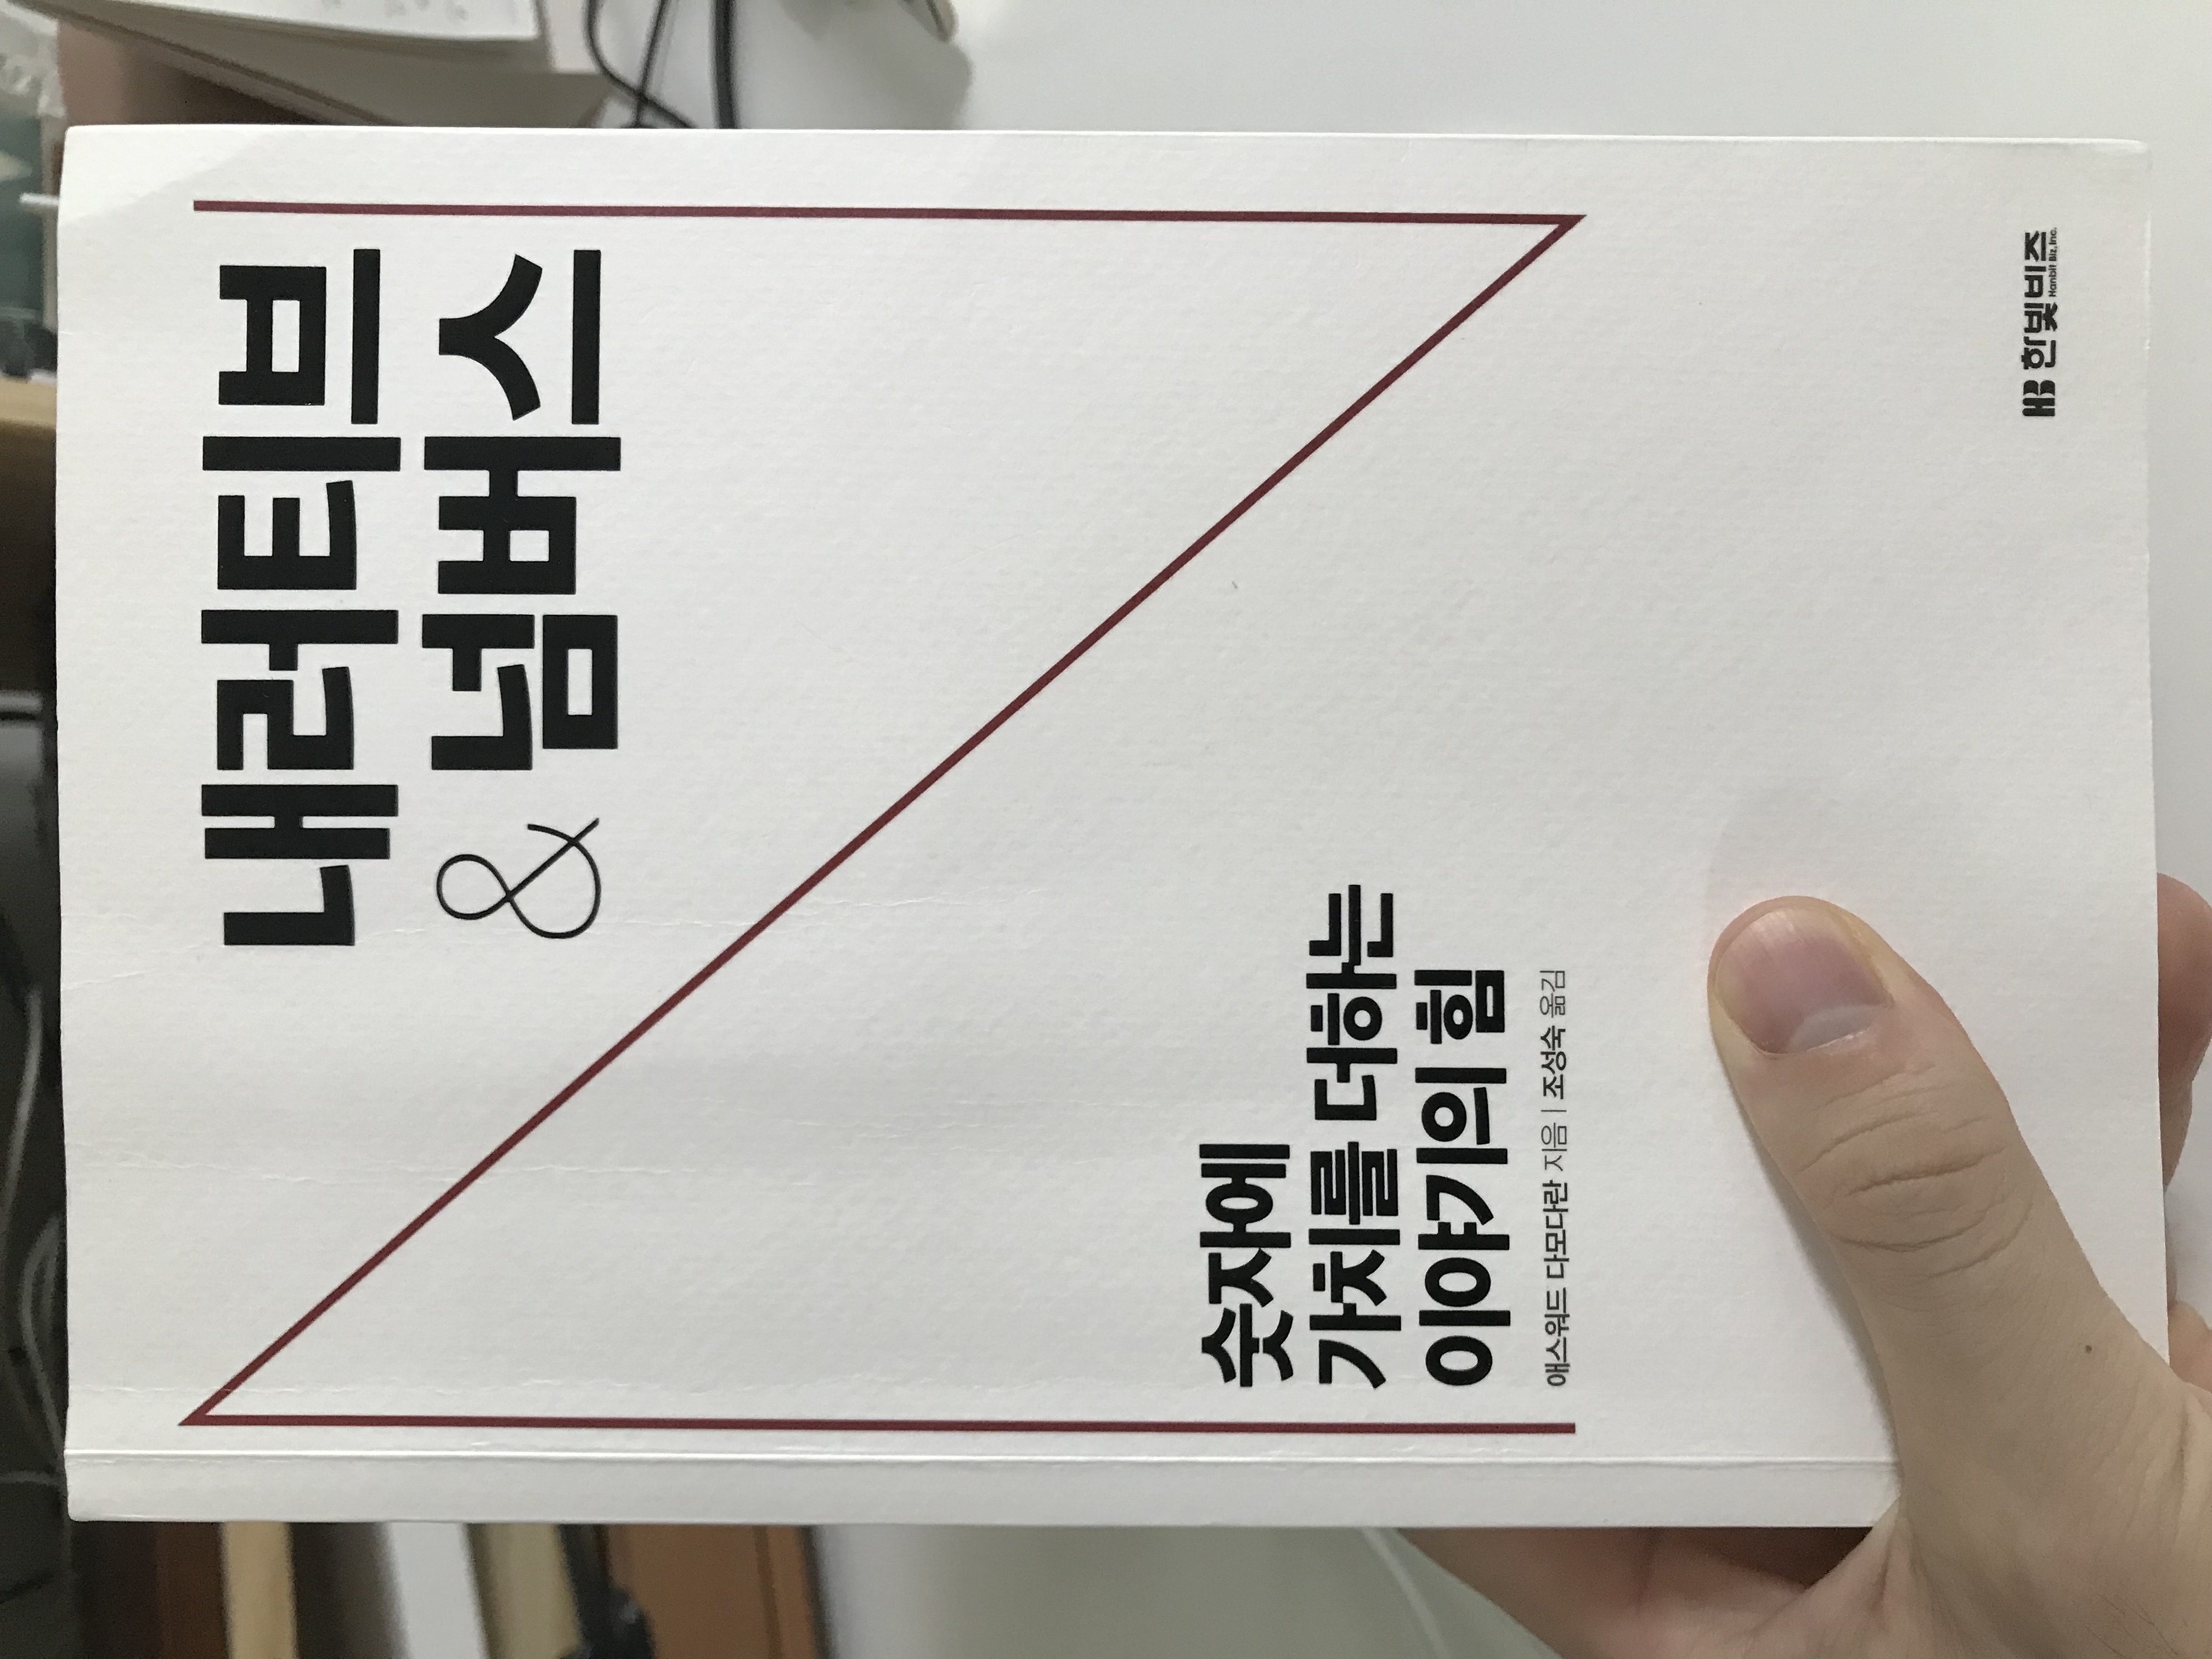 내러티브
& 넘버스
숫자에
가치를 더하는
이야기의 힘
애스워드 다모다란 지음 | 조성숙 옮김
HB 한빛비즈
Hanbit Biz, Inc.